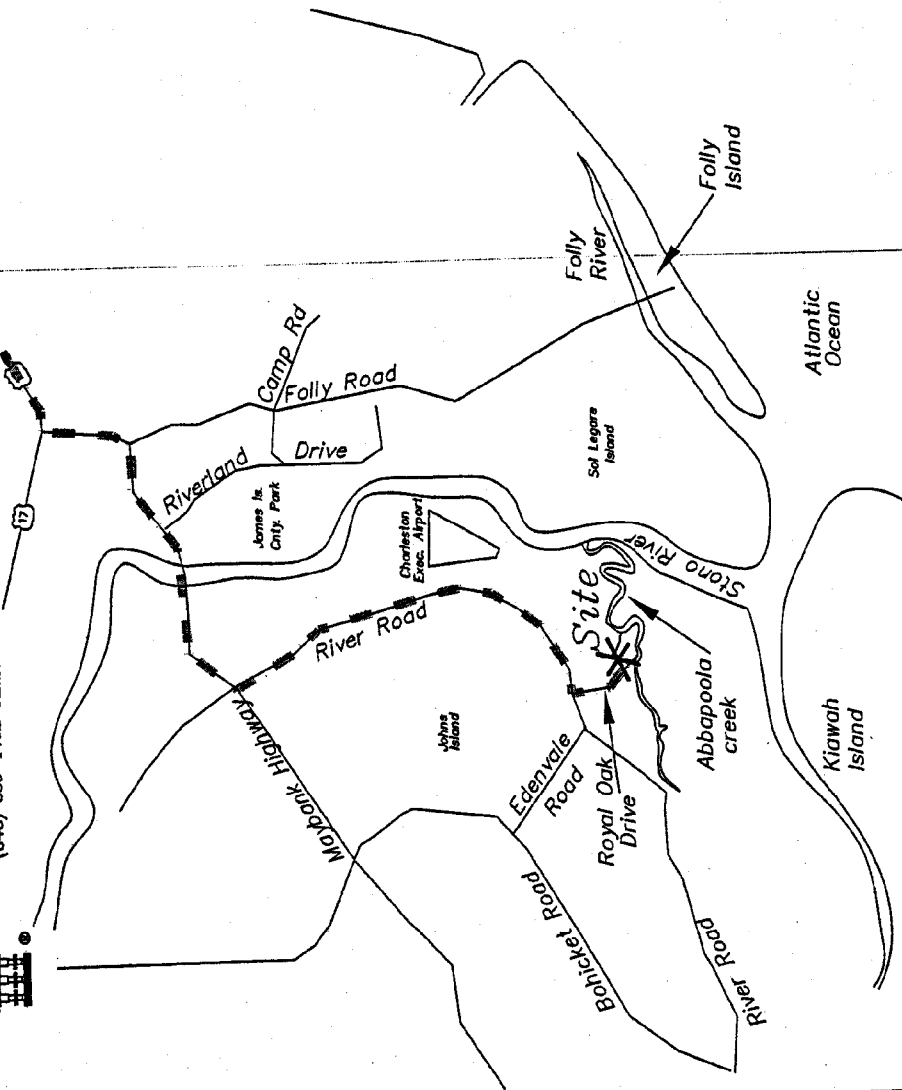 17
Camp Rd
Folly Road
Riverland
Drive
James Is.
Cnty. Park
Charleston
Exec. Airport
Folly
River
Folly
Island
Atlantic
Ocean
Sol Legare
Island
Stono River
River Road
Site
Maybank Highway
Johns
Island
Edenvale
Road
Royal Oak
Drive
Abbapoola
creek
Kiawah
Island
Bohicket Road
River Road